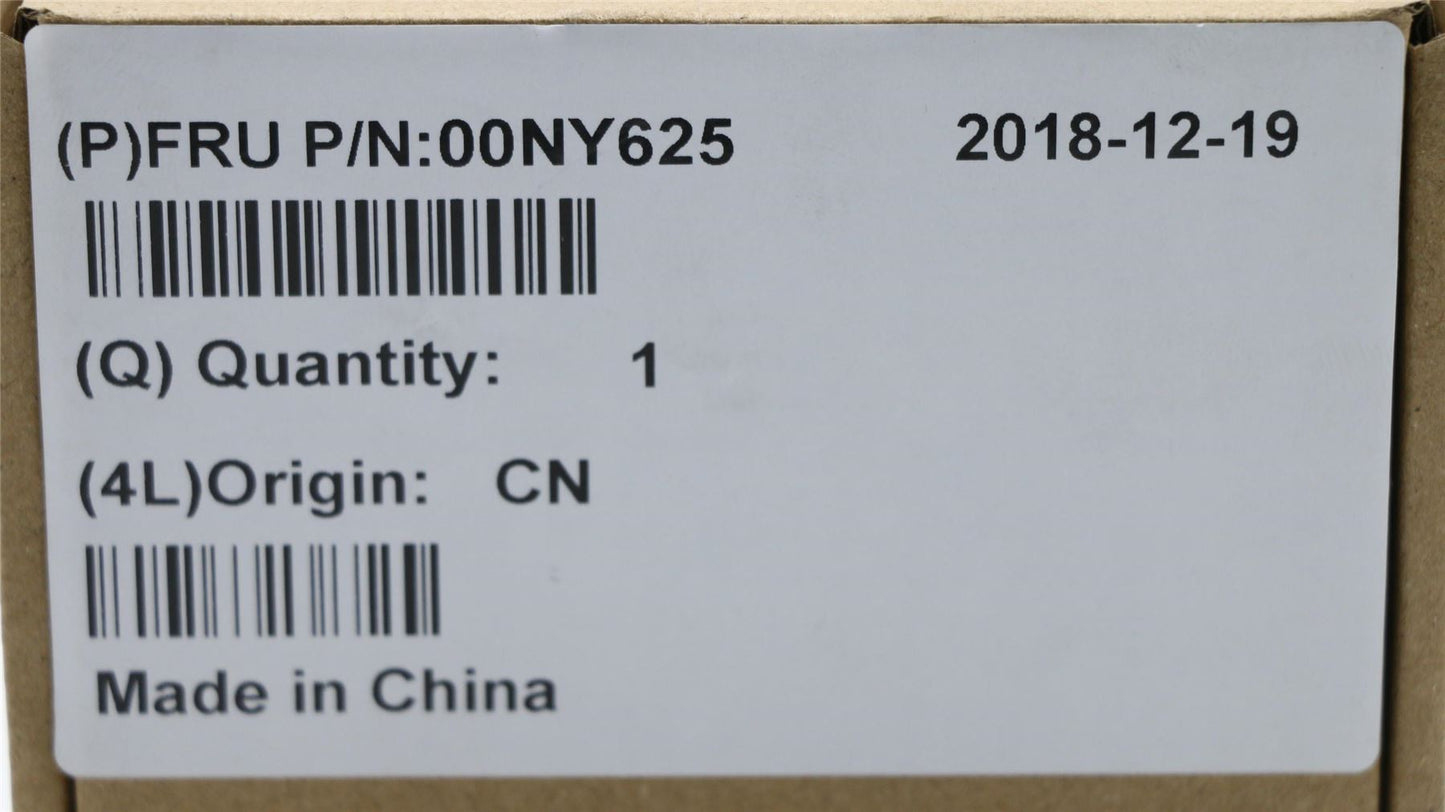 (P)FRU P/N:00NY625 2018-12-19
(Q) Quantity: 1
(4L)Origin: CN
Made in China